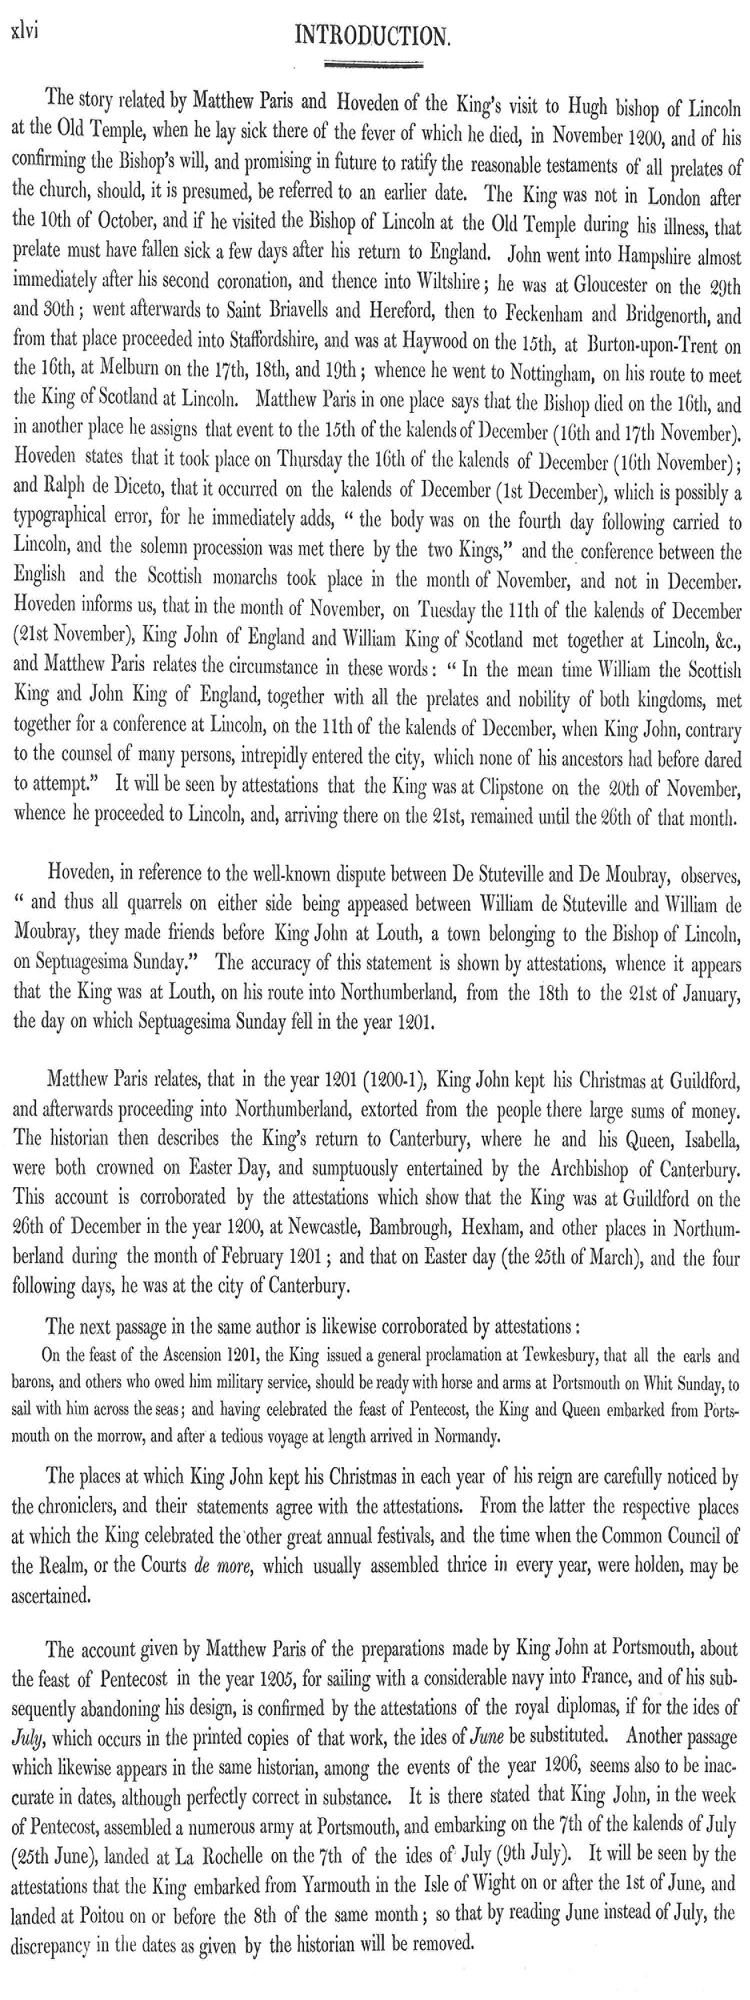 xlvi
INTRODUCTION.
The story related by Matthew Paris and Hoveden of the King's visit to Hugh bishop of Lincoln
at the Old Temple, when he lay sick there of the fever of which he died, in November 1200, and of his
confirming the Bishop's will, and promising in future to ratify the reasonable testaments of all prelates of
the church, should, it is presumed, be referred to an earlier date. The King was not in London after
the 10th of October, and if he visited the Bishop of Lincoln at the Old Temple during his illness, that
prelate must have fallen sick a few days after his return to England. John went into Hampshire almost
immediately after his second coronation, and thence into Wiltshire; he was at Gloucester on the 29th
and 30th; went afterwards to Saint Briavells and Hereford, then to Feckenham and Bridgenorth, and
from that place proceeded into Staffordshire, and was at Haywood on the 15th, at Burton-upon-Trent on
the 16th, at Melburn on the 17th, 18th, and 19th; whence he went to Nottingham, on his route to meet
the King of Scotland at Lincoln. Matthew Paris in one place says that the Bishop died on the 16th, and
in another place he assigns that event to the 15th of the kalends of December (16th and 17th November).
Hoveden states that it took place on Thursday the 16th of the kalends of December (16th November);
and Ralph de Diceto, that it occurred on the kalends of December (1st December), which is possibly a
typographical error, for he immediately adds, “ the body was on the fourth day following carried to
Lincoln, and the solemn procession was met there by the two Kings,” and the conference between the
English and the Scottish monarchs took place in the month of November, and not in December.
Hoveden informs us, that in the month of November, on Tuesday the 11th of the kalends of December
(21st November), King John of England and William King of Scotland met together at Lincoln, &c.,
and Matthew Paris relates the circumstance in these words: “ In the mean time William the Scottish
King and John King of England, together with all the prelates and nobility of both kingdoms, met
together for a conference at Lincoln, on the 11th of the kalends of December, when King John, contrary
to the counsel of many persons, intrepidly entered the city, which none of his ancestors had before dared
to attempt.” It will be seen by attestations that the King was at Clipstone on the 20th of November,
whence he proceeded to Lincoln, and, arriving there on the 21st, remained until the 26th of that month.
Hoveden, in reference to the well-known dispute between De Stuteville and De Moubray, observes,
“ and thus all quarrels on either side being appeased between William de Stuteville and William de
Moubray, they made friends before King John at Louth, a town belonging to the Bishop of Lincoln,
on Septuagesima Sunday.” The accuracy of this statement is shown by attestations, whence it appears
that the King was at Louth, on his route into Northumberland, from the 18th to the 21st of January,
the day on which Septuagesima Sunday fell in the year 1201.
Matthew Paris relates, that in the year 1201 (1200-1), King John kept his Christmas at Guildford,
and afterwards proceeding into Northumberland, extorted from the people there large sums of money.
The historian then describes the King's return to Canterbury, where he and his Queen, Isabella,
were both crowned on Easter Day, and sumptuously entertained by the Archbishop of Canterbury.
This account is corroborated by the attestations which show that the King was at Guildford on the
26th of December in the year 1200, at Newcastle, Bambrough, Hexham, and other places in Northum-
berland during the month of February 1201; and that on Easter day (the 25th of March), and the four
following days, he was at the city of Canterbury.
The next passage in the same author is likewise corroborated by attestations:
On the feast of the Ascension 1201, the King issued a general proclamation at Tewkesbury, that all the earls and
barons, and others who owed him military service, should be ready with horse and arms at Portsmouth on Whit Sunday, to
sail with him across the seas; and having celebrated the feast of Pentecost, the King and Queen embarked from Ports-
mouth on the morrow, and after a tedious voyage at length arrived in Normandy.
The places at which King John kept his Christmas in each year of his reign are carefully noticed by
the chroniclers, and their statements agree with the attestations. From the latter the respective places
at which the King celebrated the other great annual festivals, and the time when the Common Council of
the Realm, or the Courts de more, which usually assembled thrice in every year, were holden, may be
ascertained.
The account given by Matthew Paris of the preparations made by King John at Portsmouth, about
the feast of Pentecost in the year 1205, for sailing with a considerable navy into France, and of his sub-
sequently abandoning his design, is confirmed by the attestations of the royal diplomas, if for the ides of
July, which occurs in the printed copies of that work, the ides of June be substituted. Another passage
which likewise appears in the same historian, among the events of the year 1206, seems also to be inac-
curate in dates, although perfectly correct in substance. It is there stated that King John, in the week
of Pentecost, assembled a numerous army at Portsmouth, and embarking on the 7th of the kalends of July
(25th June), landed at La Rochelle on the 7th of the ides of July (9th July). It will be seen by the
attestations that the King embarked from Yarmouth in the Isle of Wight on or after the 1st of June, and
landed at Poitou on or before the 8th of the same month; so that by reading June instead of July, the
discrepancy in the dates as given by the historian will be removed.